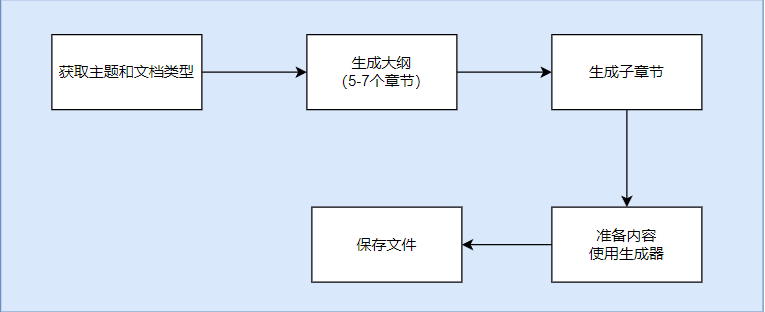 获取主题和文档类型
生成大纲
(5-7个章节)
生成子章节
准备内容
使用生成器
保存文件